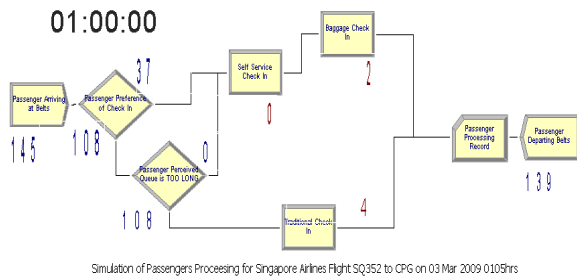 01:00:00
Baggage Check
In
2
37
Self Service
Check In
0
Passenger Arriving
at Belts
145
Passenger Preference
of Check In
108
0
Passenger Perceived
Queue is TOO LONG
108
Traditional Check
In
4
Passenger
Processing
Record
Passenger
Departing Belts
139
Simulation of Passengers Proceesing for Singapore Airlines Flight SQ352 to CPG on 03 Mar 2009 0105hrs